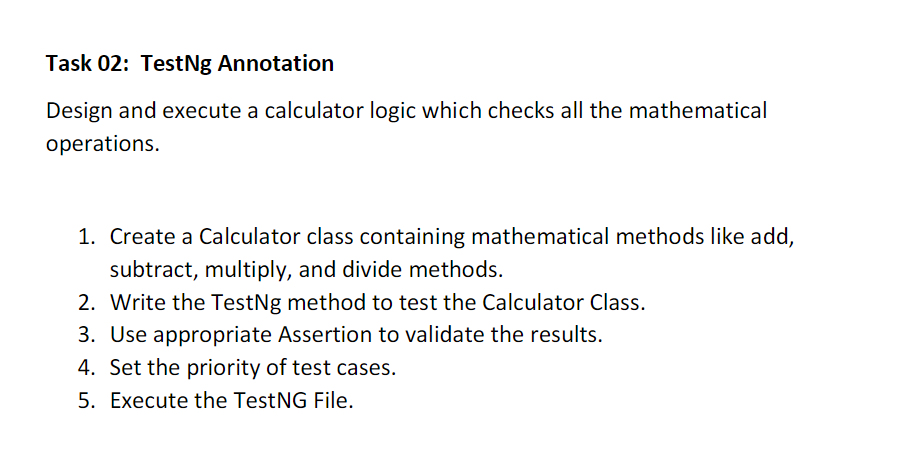 Task 02: TestNg Annotation
Design and execute a calculator logic which checks all the mathematical
operations.
1. Create a Calculator class containing mathematical methods like add,
subtract, multiply, and divide methods.
2. Write the TestNg method to test the Calculator Class.
3. Use appropriate Assertion to validate the results.
4. Set the priority of test cases.
5. Execute the TestNG File.